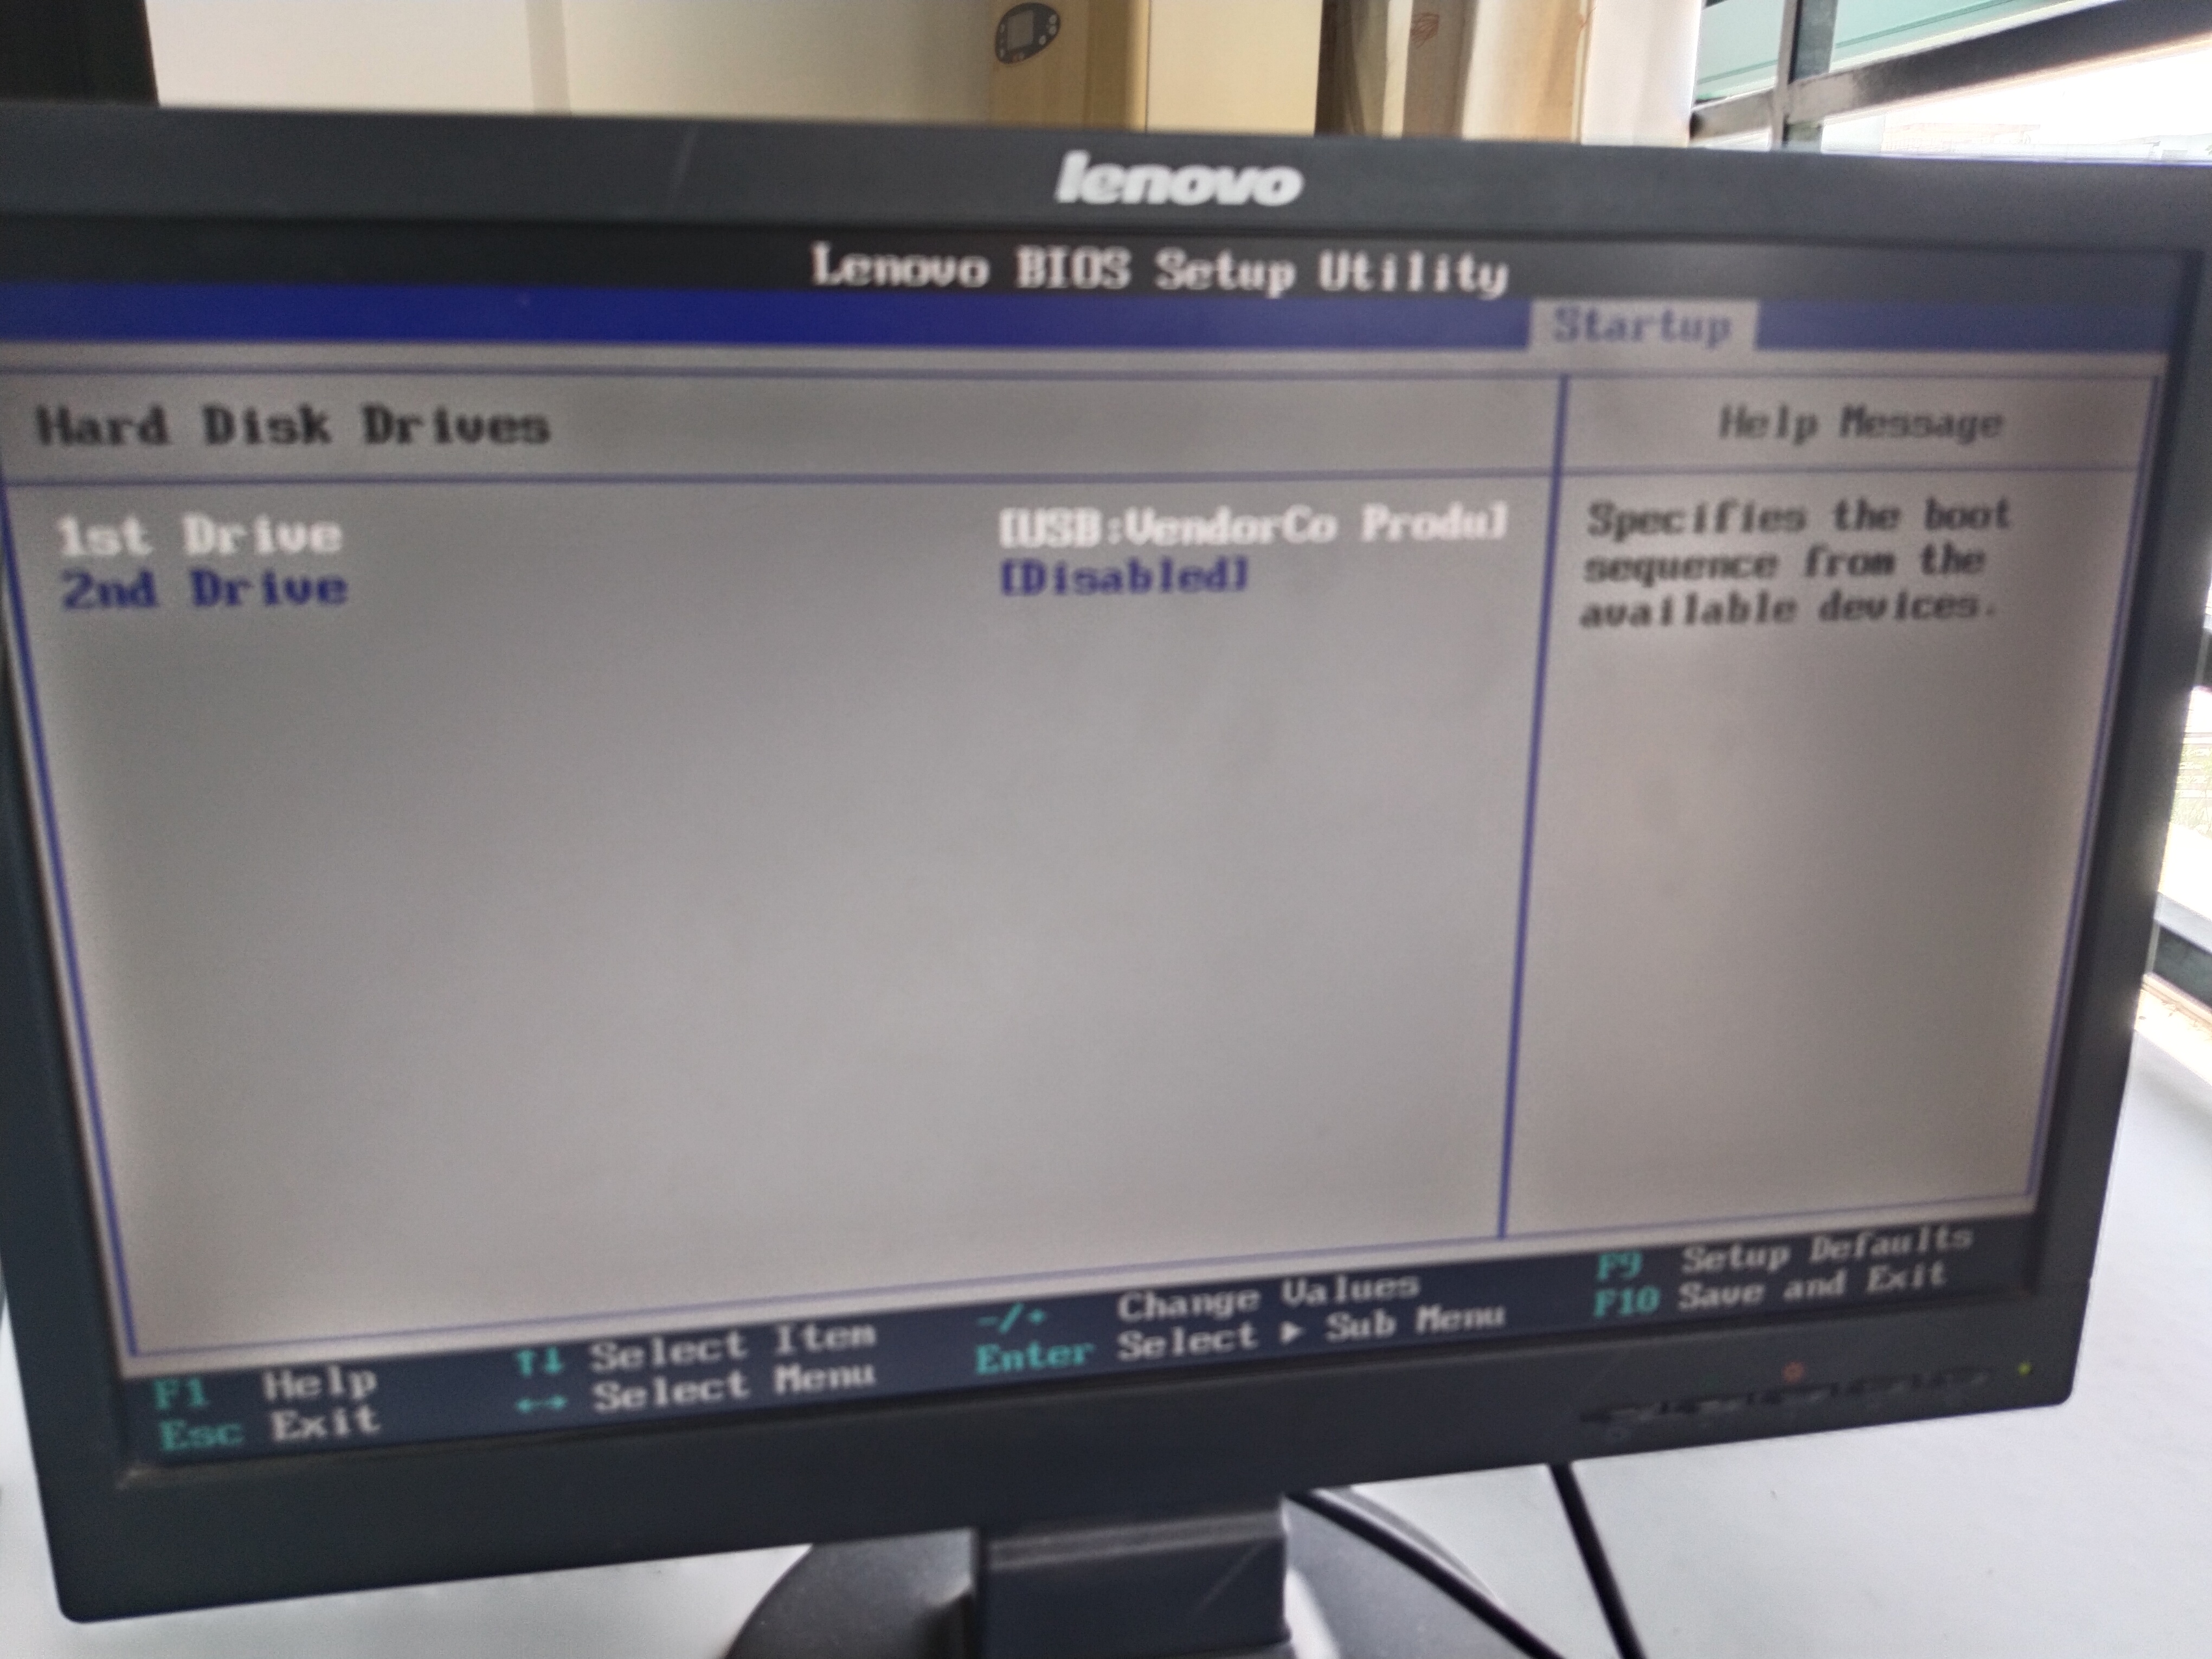 lenovo
Lenovo BIOS Setup Utility
Startup
Hard Disk Drives
Help Message
1st Drive [USB:VendorCo Produ]
2nd Drive [Disabled]
Specifies the boot
sequence from the
available devices.
F1 Help ↑↓ Select Item -/+ Change Values F9 Setup Defaults
Esc Exit ←→ Select Menu Enter Select ▶ Sub Menu F10 Save and Exit